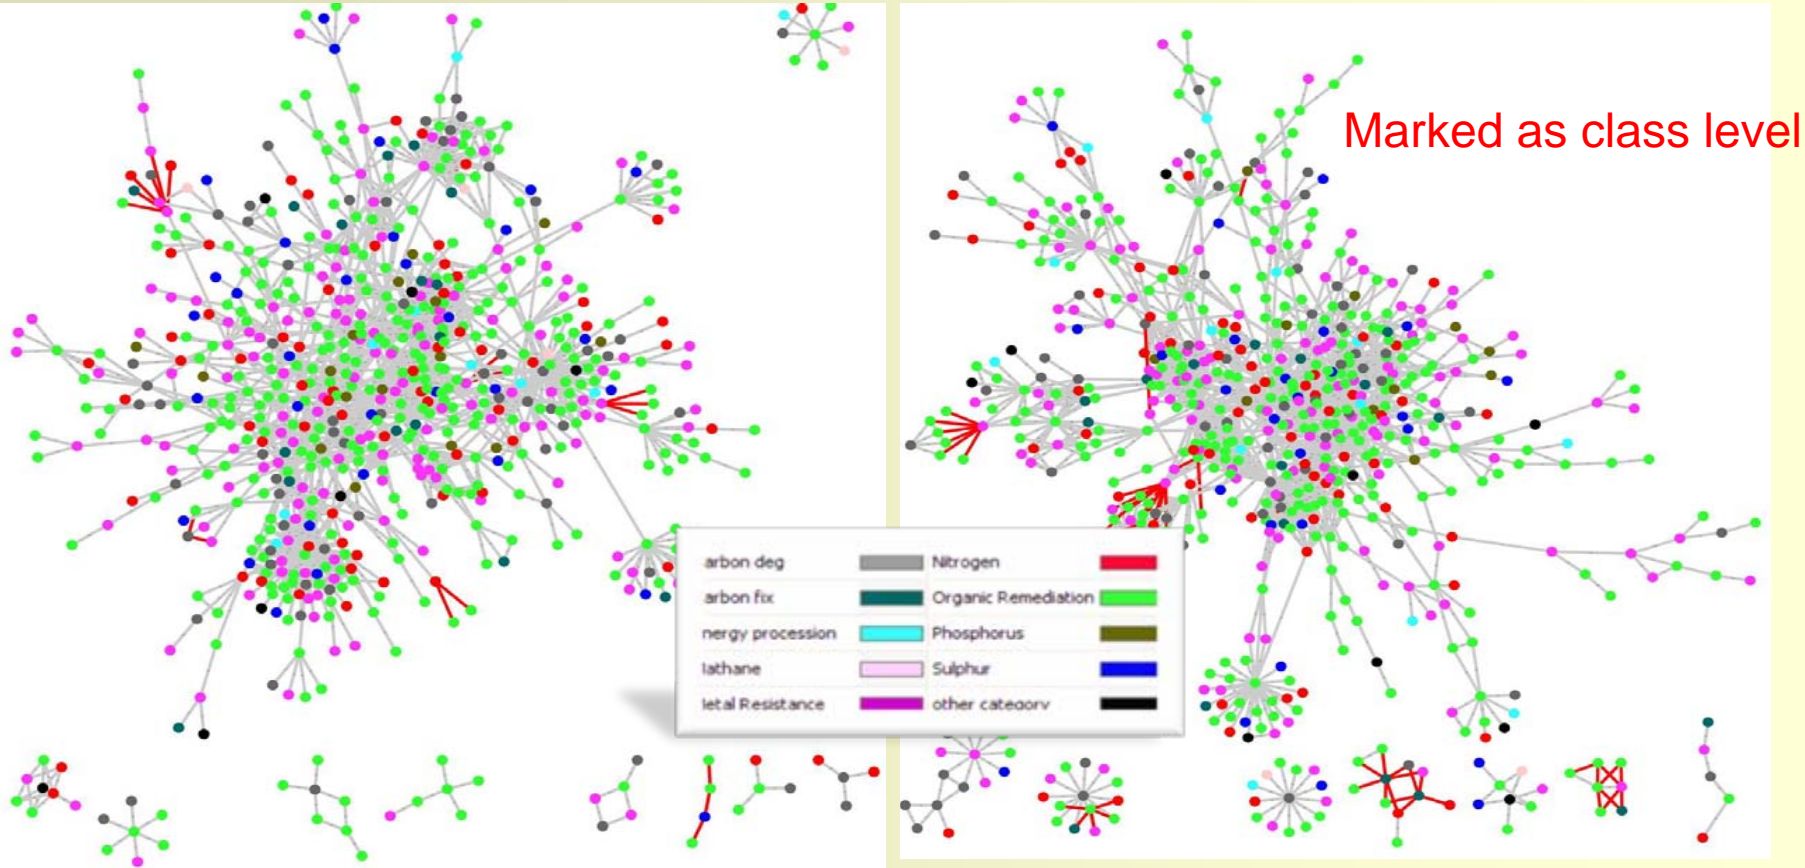 Marked as class level
arbon deg Nitrogen
arbon fix Organic Remediation
nergy procession Phosphorus
lathane Sulphur
letal Resistance other category